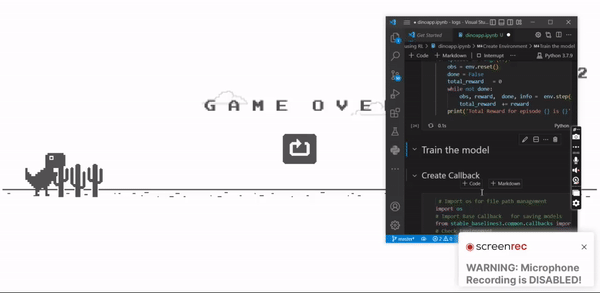 GAME OVE
2
dinoapp.ipynb - kigo - Visual Stu
Get Started
dinoapp.ipynb
U
using RL > dinoapp.ipynb > Create Environment > Train the model
+ Code + Markdown Interrupt Python 3.7.9
obs = env.reset()
done = False
total_reward = 0
while not done:
obs, reward, done, info = env.step(
total_reward += reward
print('Total Reward for episode {} is {}'
0.1s
Python
Train the model
Create Callback
+ Code + Markdown
# Import os for file path management
import os
# Import Base Callback for saving models
from stable_baselines3.common.callbacks impor
master*
screenrec
WARNING: Microphone
Recording is DISABLED!